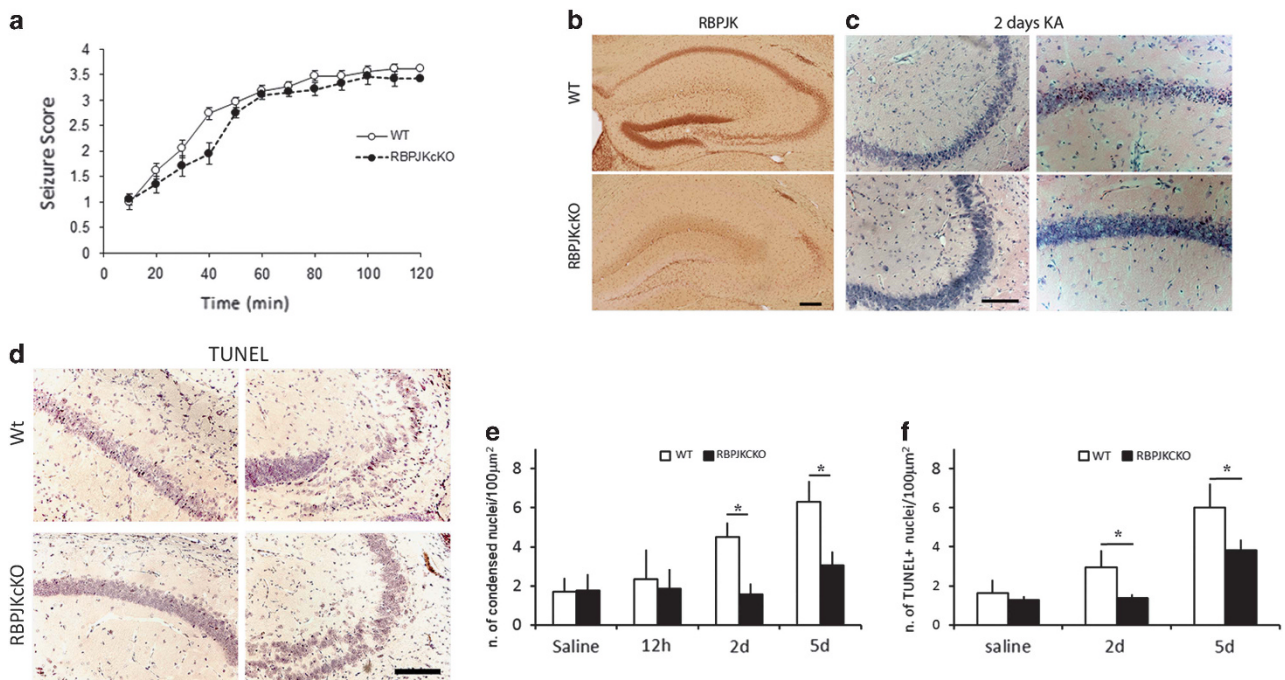 a
Seizure Score
4
3.5
3
2.5
2
1.5
1
0.5
0
0 20 40 60 80 100 120
Time (min)
WT
RBPJKcKO
b
RBPJK
WT
RBPJKcKO
c
2 days KA
d
TUNEL
Wt
RBPJKcKO
e
n. of condensed nuclei/100µm²
WT RBPJKCKO
8
6
4
2
0
* *
Saline 12h 2d 5d
f
n. of TUNEL+ nuclei/100µm²
WT RBPJKCKO
8
6
4
2
0
* *
saline 2d 5d